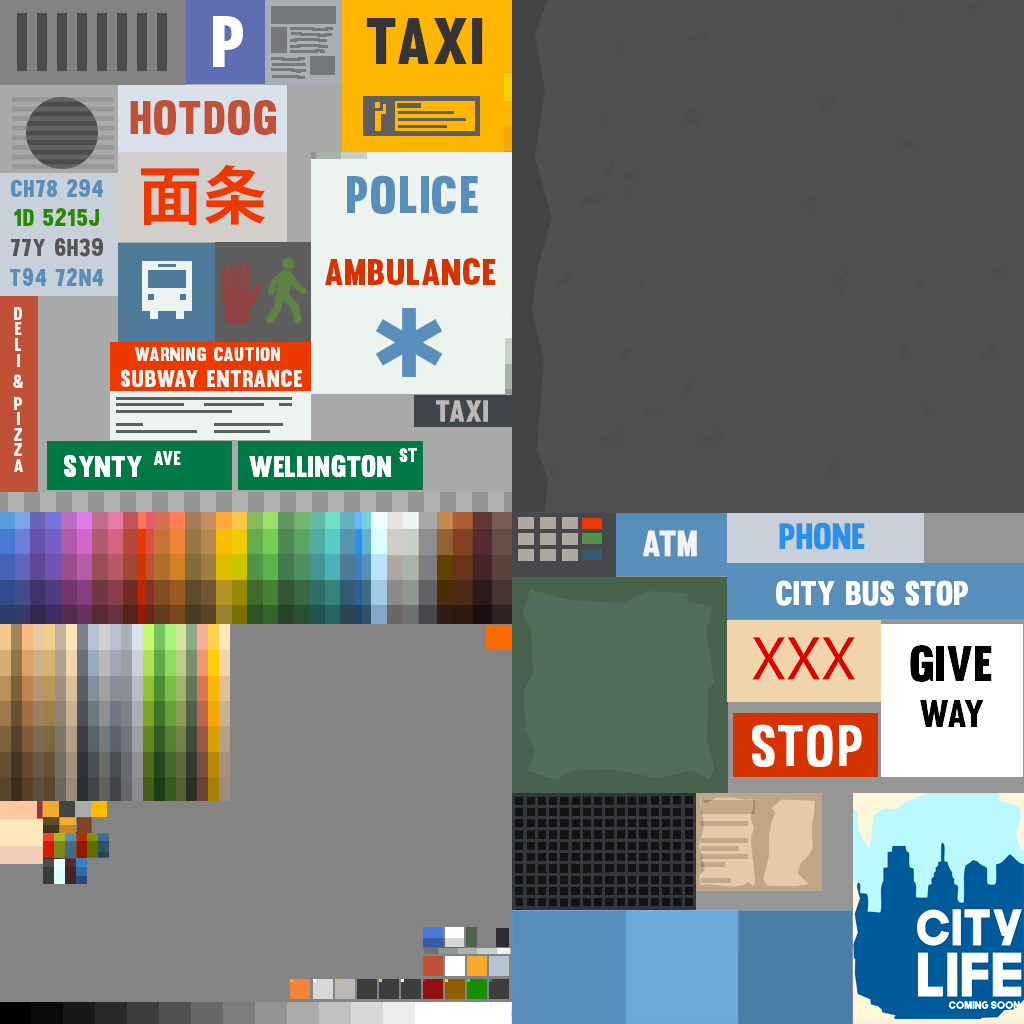 P
TAXI
HOTDOG
面条
CH78 294
1D 5215J
77Y 6H39
T94 72N4
POLICE
AMBULANCE
DELI & PIZZA
WARNING CAUTION
SUBWAY ENTRANCE
TAXI
SYNTY AVE
WELLINGTON ST
ATM
PHONE
CITY BUS STOP
XXX
GIVE
WAY
STOP
CITY
LIFE
COMING SOON